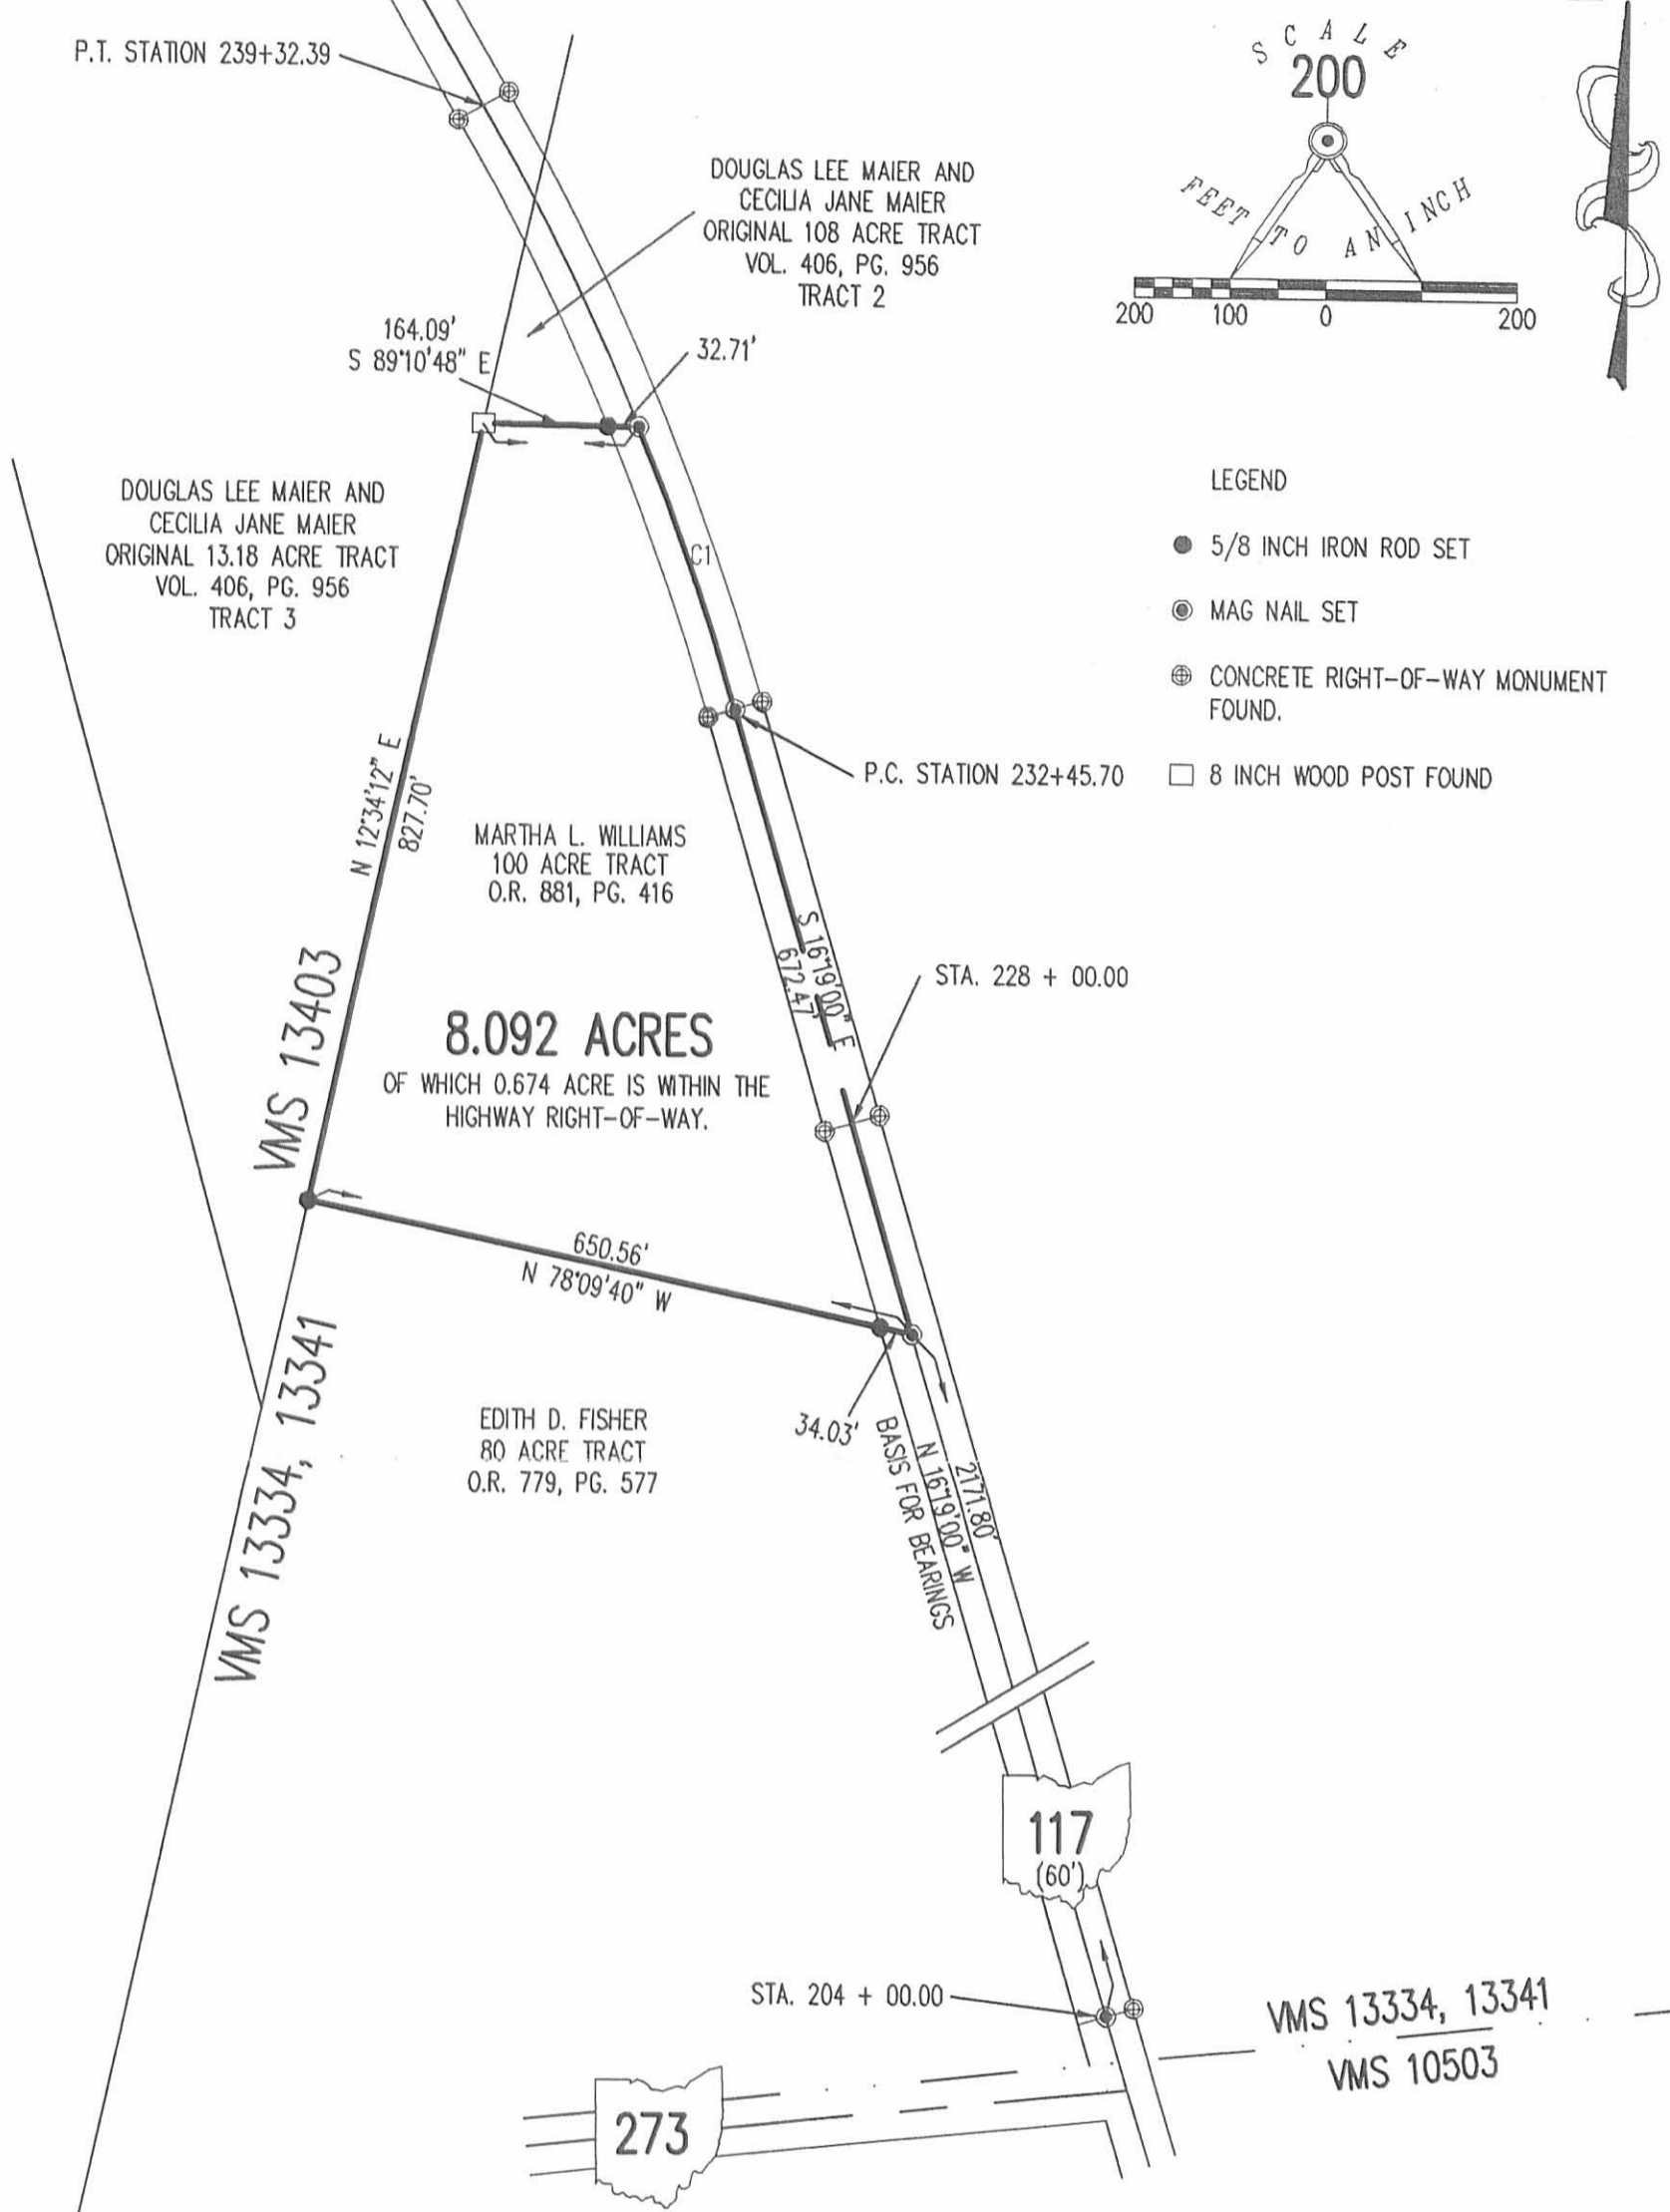 P.T. STATION 239+32.39
SCALE
200
FEET TO AN INCH
200 100 0 200
DOUGLAS LEE MAIER AND
CECILIA JANE MAIER
ORIGINAL 108 ACRE TRACT
VOL. 406, PG. 956
TRACT 2
164.09'
S 89°10'48" E
32.71'
DOUGLAS LEE MAIER AND
CECILIA JANE MAIER
ORIGINAL 13.18 ACRE TRACT
VOL. 406, PG. 956
TRACT 3
LEGEND
5/8 INCH IRON ROD SET
MAG NAIL SET
CONCRETE RIGHT-OF-WAY MONUMENT
FOUND.
8 INCH WOOD POST FOUND
C1
P.C. STATION 232+45.70
N 12°34'12" E
827.70'
MARTHA L. WILLIAMS
100 ACRE TRACT
O.R. 881, PG. 416
S 16°19'00" E
672.47'
STA. 228 + 00.00
VMS 13403
8.092 ACRES
OF WHICH 0.674 ACRE IS WITHIN THE
HIGHWAY RIGHT-OF-WAY.
650.56'
N 78°09'40" W
VMS 13334, 13341
EDITH D. FISHER
80 ACRE TRACT
O.R. 779, PG. 577
34.03'
BASIS FOR BEARINGS
N 16°19'00" W
2171.80'
117
(60')
STA. 204 + 00.00
VMS 13334, 13341
VMS 10503
273